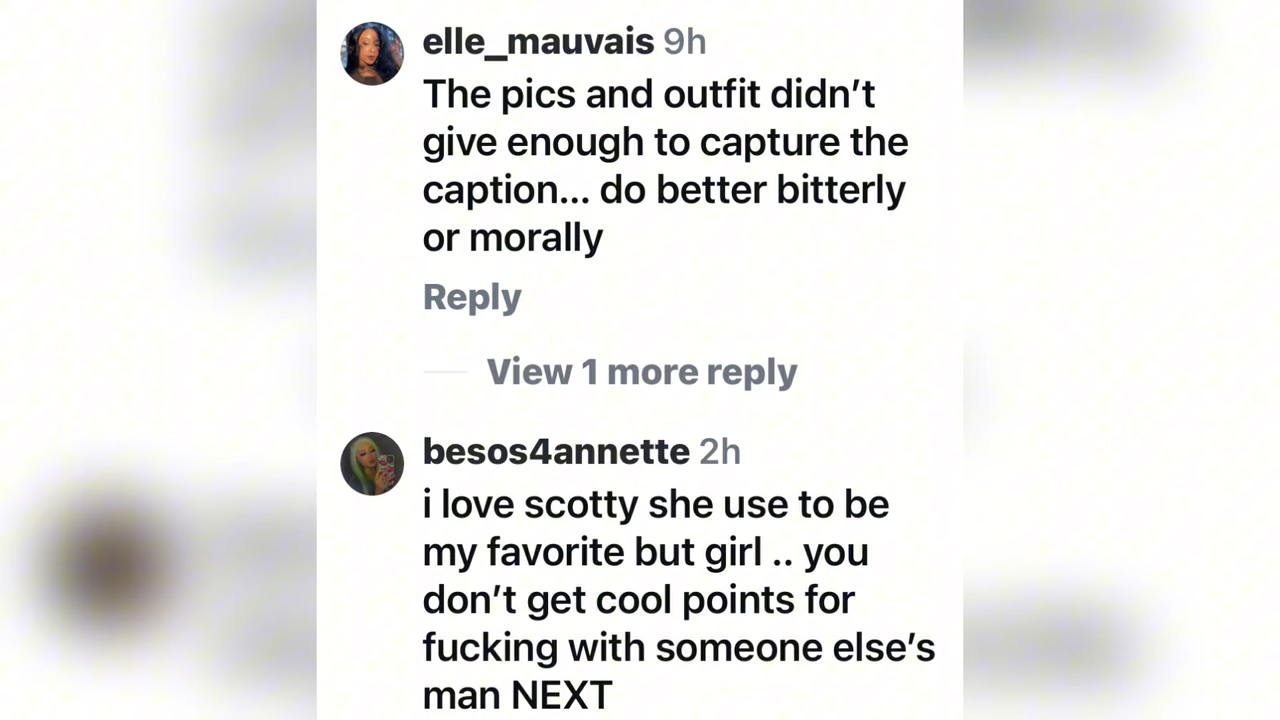 elle_mauvais 9h
The pics and outfit didn’t
give enough to capture the
caption... do better bitterly
or morally
Reply
View 1 more reply
besos4annette 2h
i love scotty she use to be
my favorite but girl .. you
don’t get cool points for
fucking with someone else’s
man NEXT